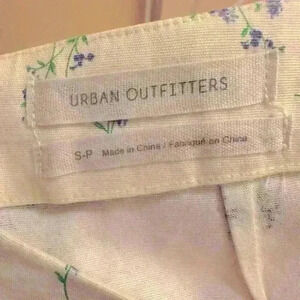 URBAN OUTFITTERS
S-P Made in China / Fabriqué en Chine